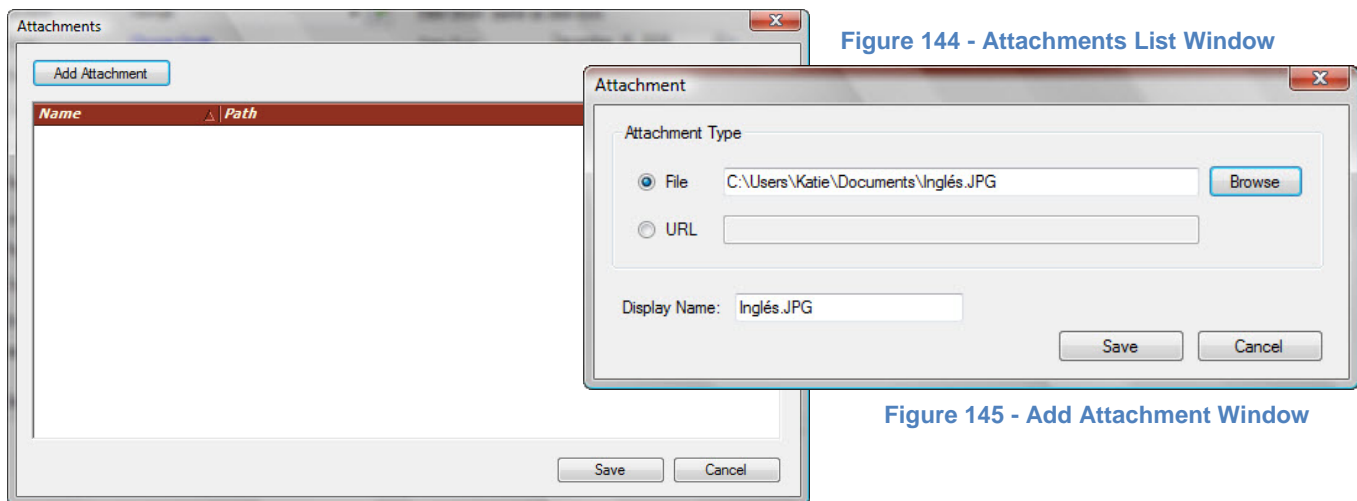 Attachments
Add Attachment
Name Path
Save Cancel
Figure 144 - Attachments List Window
Attachment
Attachment Type
File C:\Users\Katie\Documents\Inglés.JPG Browse
URL
Display Name: Inglés.JPG
Save Cancel
Figure 145 - Add Attachment Window